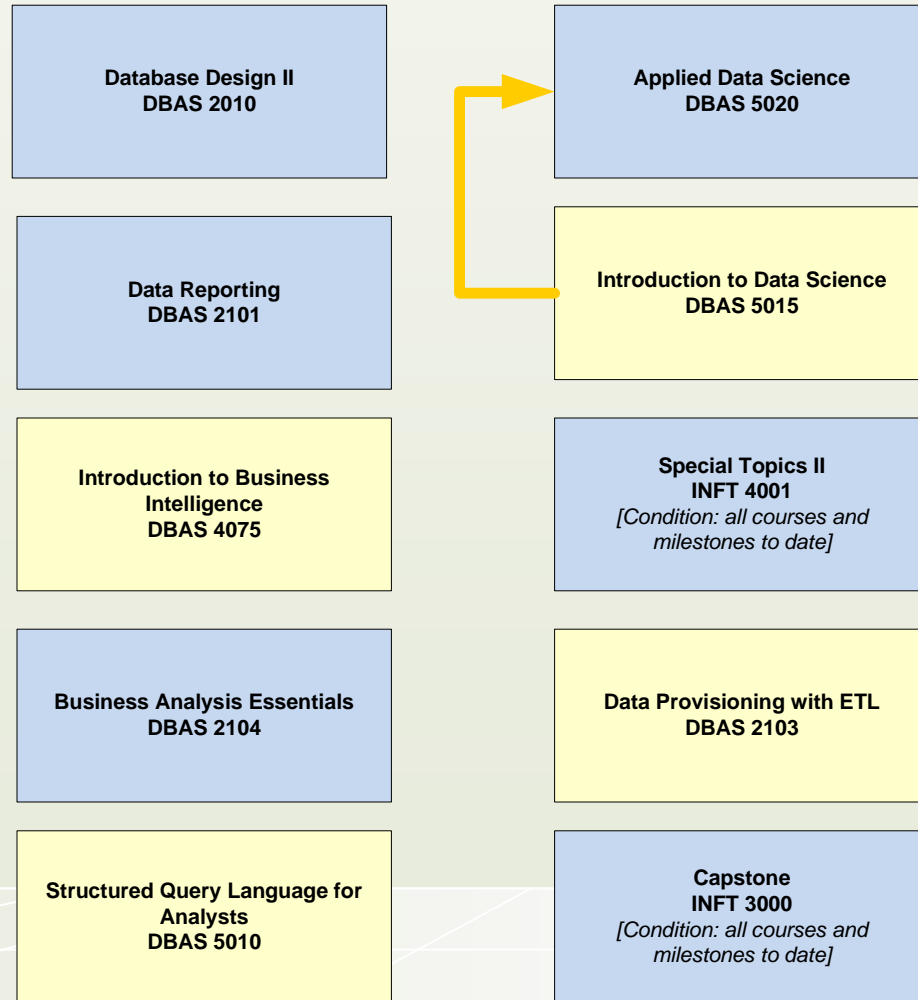 Database Design II
DBAS 2010
Data Reporting
DBAS 2101
Introduction to Business
Intelligence
DBAS 4075
Business Analysis Essentials
DBAS 2104
Structured Query Language for
Analysts
DBAS 5010
Applied Data Science
DBAS 5020
Introduction to Data Science
DBAS 5015
Special Topics II
INFT 4001
[Condition: all courses and
milestones to date]
Data Provisioning with ETL
DBAS 2103
Capstone
INFT 3000
[Condition: all courses and
milestones to date]